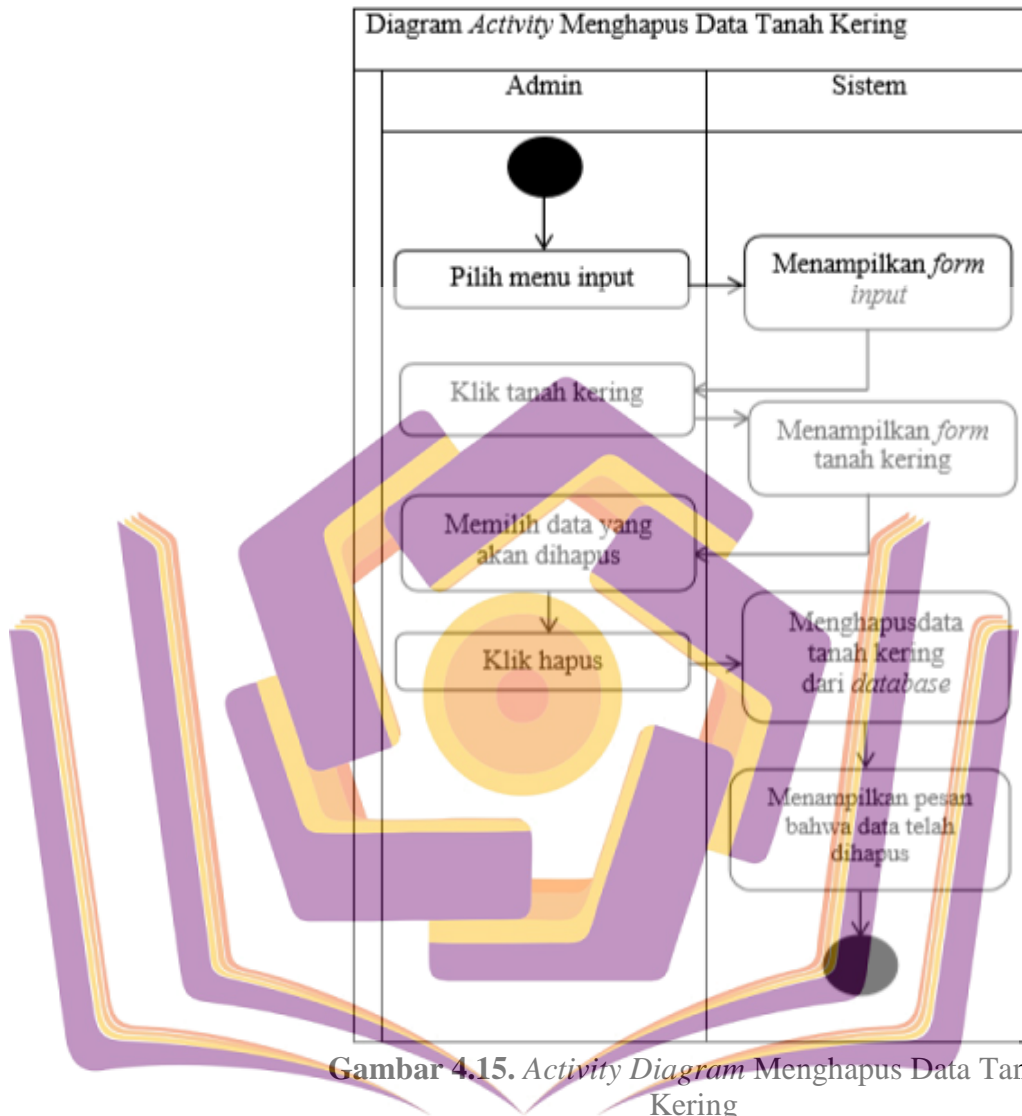 Diagram Activity Menghapus Data Tanah Kering
Admin
Sistem
Pilih menu input
Menampilkan form
input
Klik tanah kering
Menampilkan form
tanah kering
Memilih data yang
akan dihapus
Klik hapus
Menghapusdata
tanah kering
dari database
Menampilkan pesan
bahwa data telah
dihapus
Gambar 4.15. Activity Diagram Menghapus Data
Kering